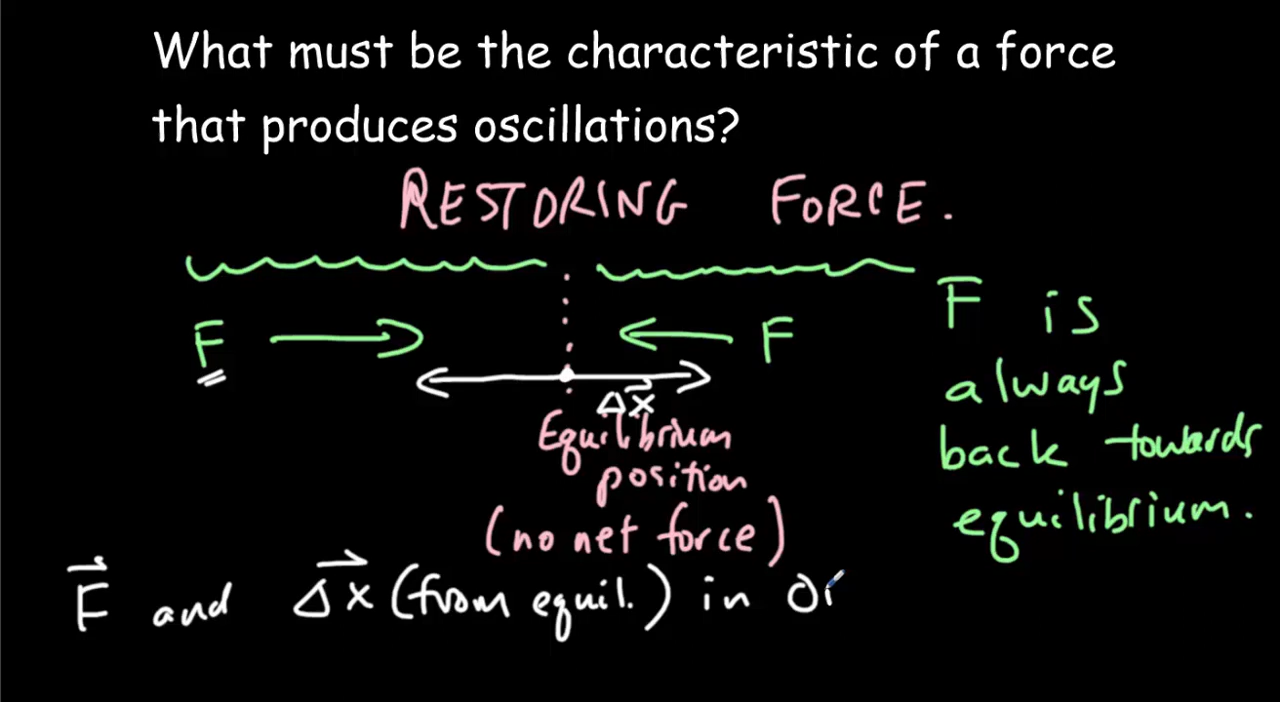 What must be the characteristic of a force
that produces oscillations?
RESTORING FORCE.
F F
Δx
Equilibrium
position
(no net force)
F is
always
back towards
equilibrium.
F and Δx (from equil.) in